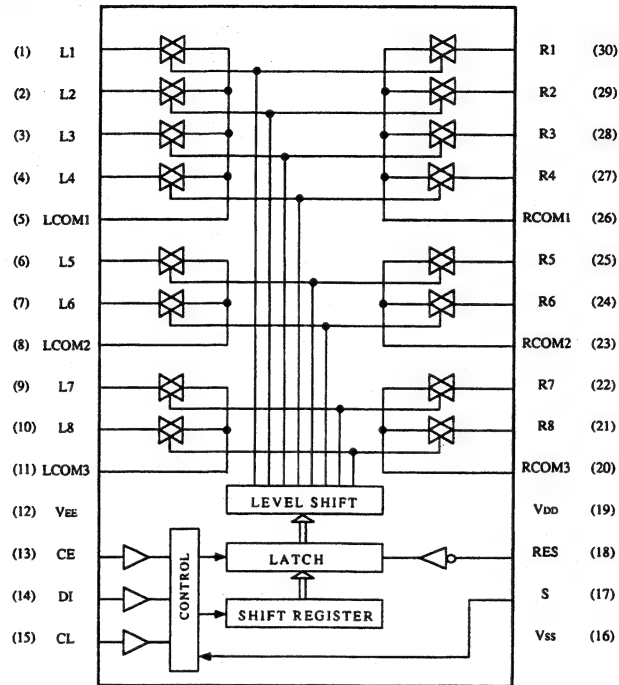 (1) L1 R1 (30)
(2) L2 R2 (29)
(3) L3 R3 (28)
(4) L4 R4 (27)
(5) LCOM1 RCOM1 (26)
(6) L5 R5 (25)
(7) L6 R6 (24)
(8) LCOM2 RCOM2 (23)
(9) L7 R7 (22)
(10) L8 R8 (21)
(11) LCOM3 RCOM3 (20)
LEVEL SHIFT
(12) VEE VDD (19)
(13) CE CONTROL LATCH RES (18)
(14) DI SHIFT REGISTER S (17)
(15) CL Vss (16)